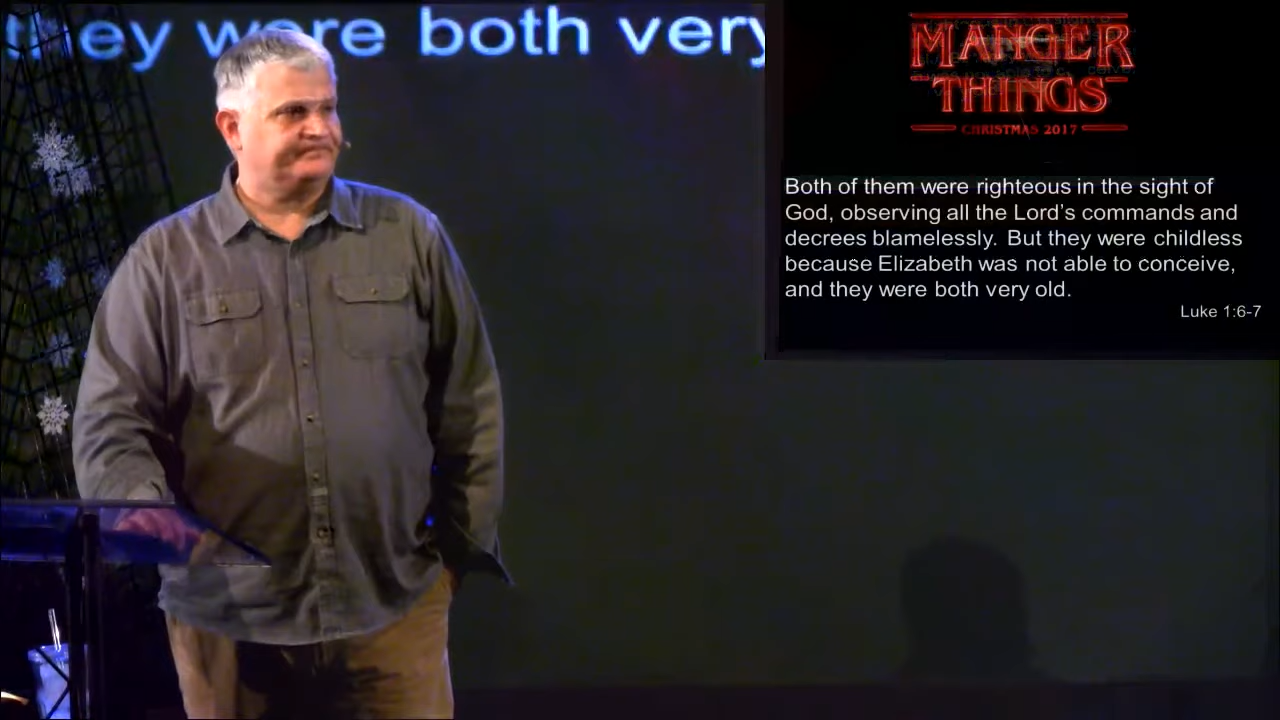 they were both very
MANGER
THINGS
CHRISTMAS 2017
Both of them were righteous in the sight of
God, observing all the Lord's commands and
decrees blamelessly. But they were childless
because Elizabeth was not able to conceive,
and they were both very old.
Luke 1:6-7